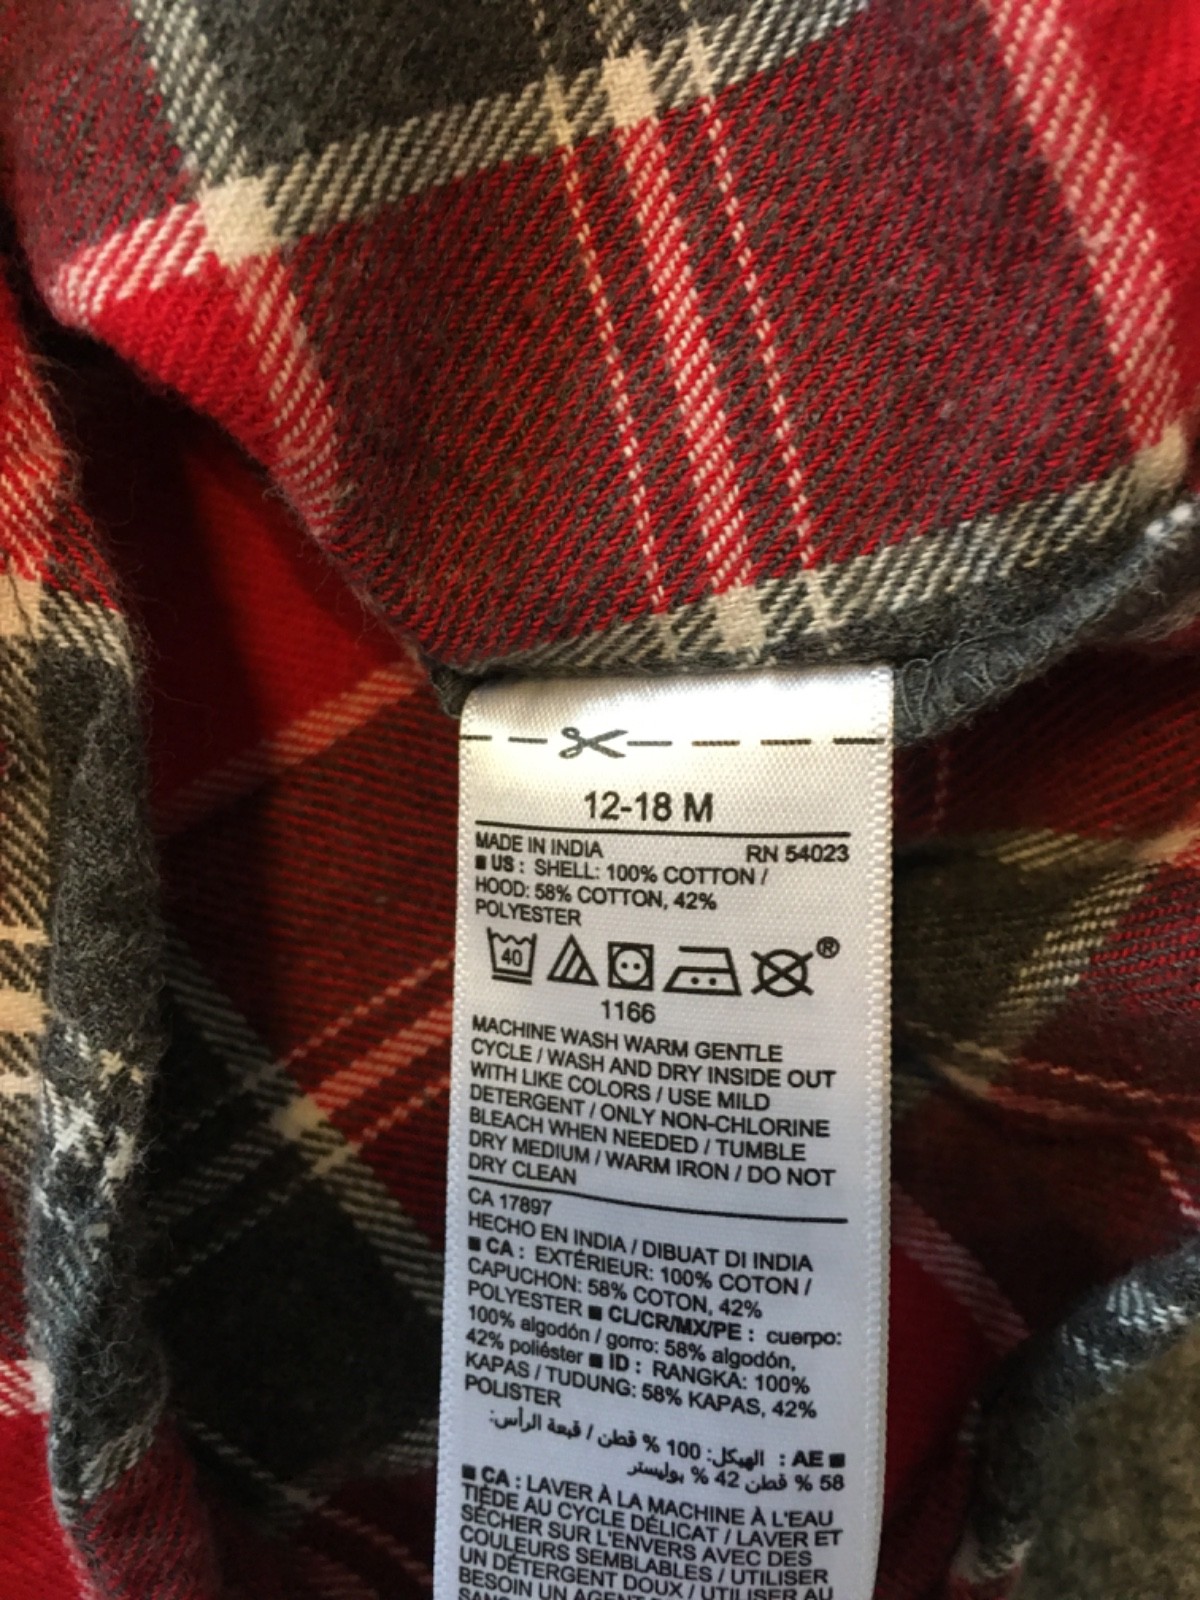 12-18 M
MADE IN INDIA RN 54023
■ US : SHELL: 100% COTTON /
HOOD: 58% COTTON, 42%
POLYESTER
40
®
1166
MACHINE WASH WARM GENTLE
CYCLE / WASH AND DRY INSIDE OUT
WITH LIKE COLORS / USE MILD
DETERGENT / ONLY NON-CHLORINE
BLEACH WHEN NEEDED / TUMBLE
DRY MEDIUM / WARM IRON / DO NOT
DRY CLEAN
CA 17897
HECHO EN INDIA / DIBUAT DI INDIA
■ CA : EXTÉRIEUR: 100% COTON /
CAPUCHON: 58% COTON, 42%
POLYESTER ■ CL/CR/MX/PE : cuerpo:
100% algodón / gorro: 58% algodón,
42% poliéster ■ ID : RANGKA: 100%
KAPAS / TUDUNG: 58% KAPAS, 42%
POLISTER
■ AE : الهيكل: 100 % قطن / قبعة الرأس:
58 % قطن 42 % بوليستر
■ CA : LAVER À LA MACHINE À L'EAU
TIÈDE AU CYCLE DÉLICAT / LAVER ET
SÉCHER SUR L'ENVERS AVEC DES
COULEURS SEMBLABLES / UTILISER
UN DÉTERGENT DOUX / UTILISER AU
BESOIN UN AGENT